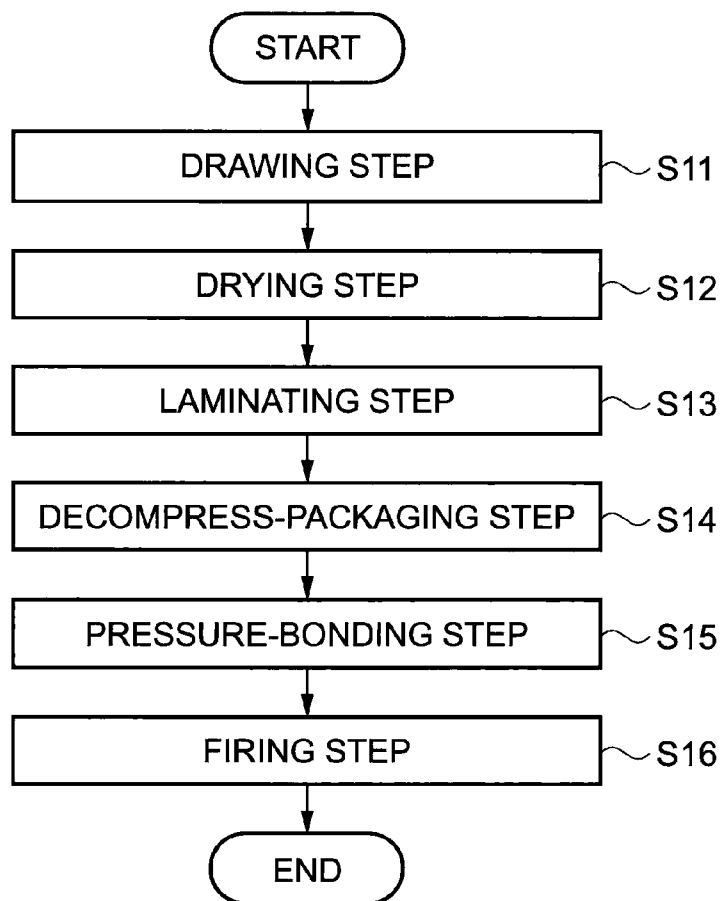 START
DRAWING STEP S11
DRYING STEP S12
LAMINATING STEP S13
DECOMPRESS-PACKAGING STEP S14
PRESSURE-BONDING STEP S15
FIRING STEP S16
END